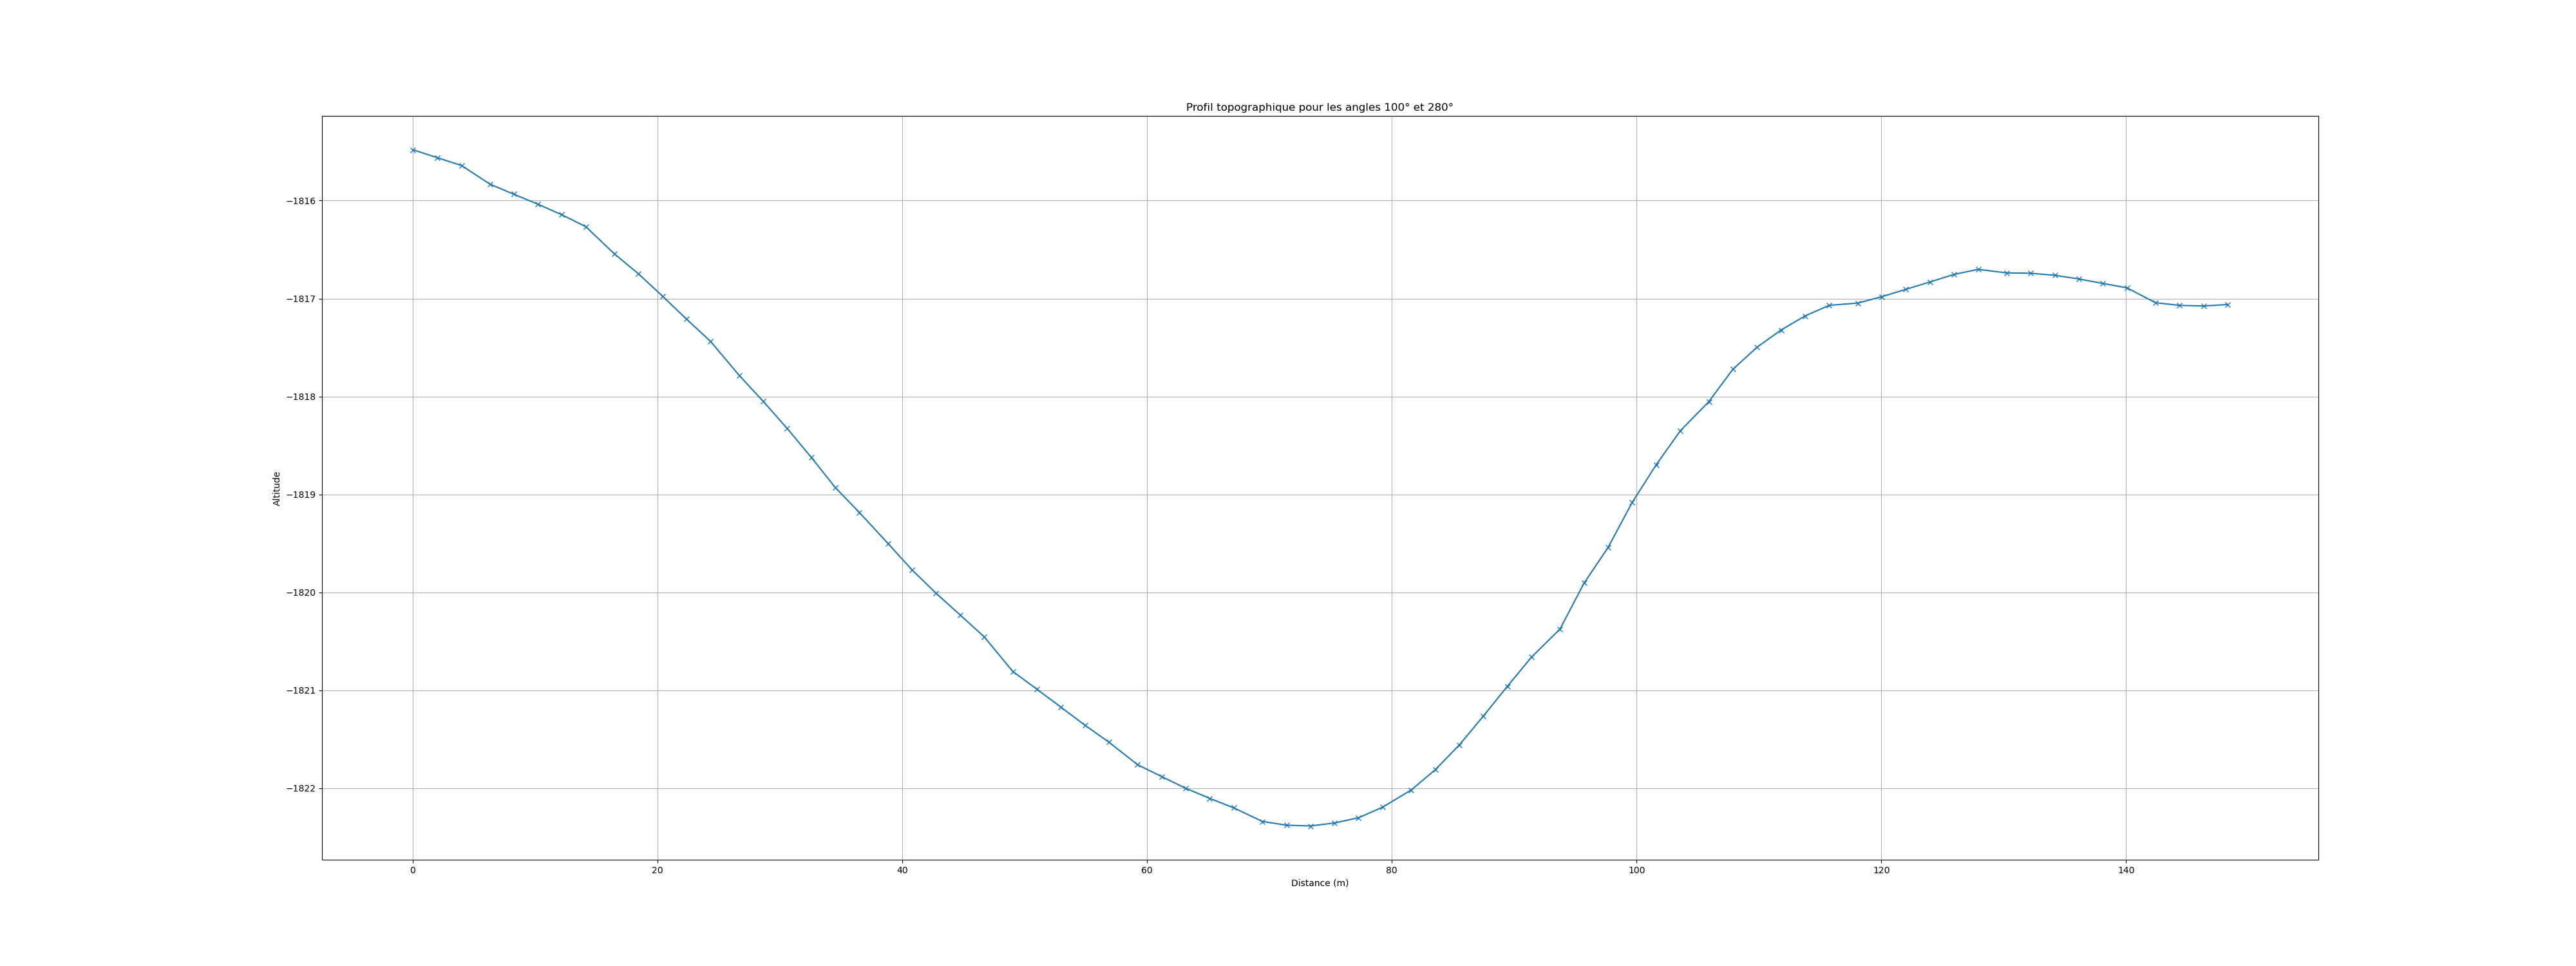 Profil topographique pour les angles 100° et 280°
−1816
−1817
−1818
−1819
−1820
−1821
−1822
Altitude
0 20 40 60 80 100 120 140
Distance (m)